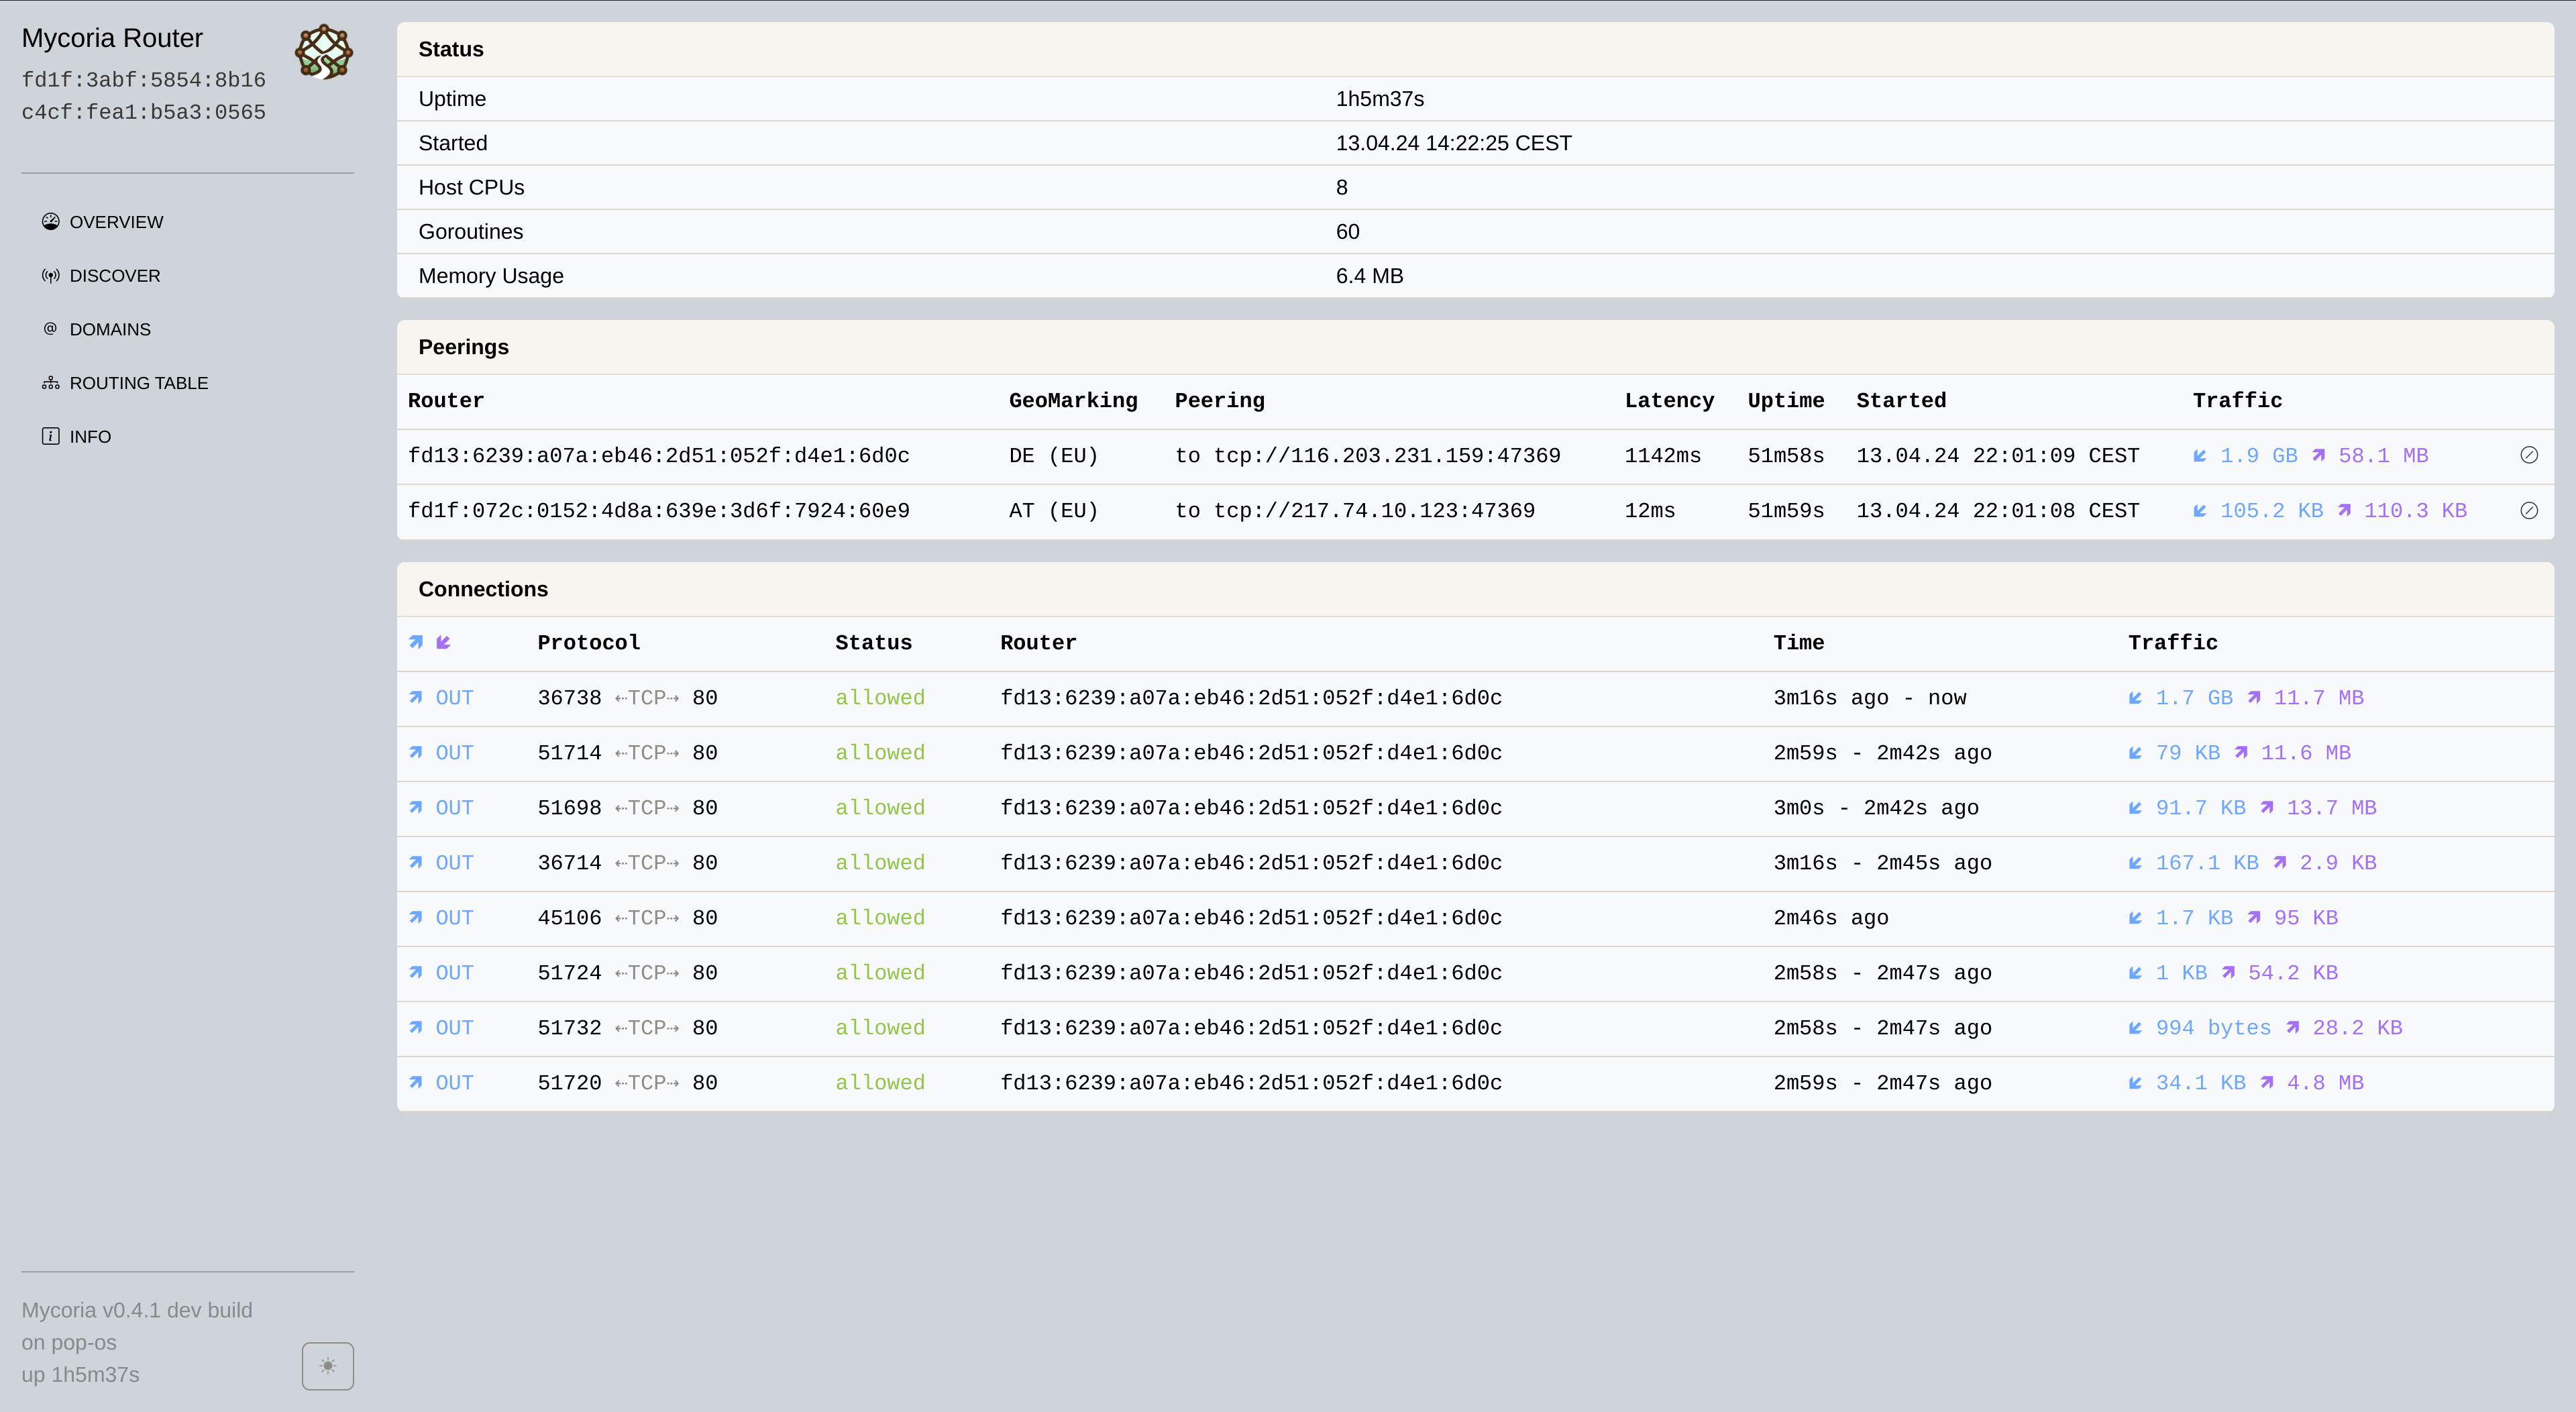 Mycoria Router
fd1f:3abf:5854:8b16
c4cf:fea1:b5a3:0565
OVERVIEW
DISCOVER
@ DOMAINS
ROUTING TABLE
INFO
Mycoria v0.4.1 dev build
on pop-os
up 1h5m37s
Status
Uptime 1h5m37s
Started 13.04.24 14:22:25 CEST
Host CPUs 8
Goroutines 60
Memory Usage 6.4 MB
Peerings
Router GeoMarking Peering Latency Uptime Started Traffic
fd13:6239:a07a:eb46:2d51:052f:d4e1:6d0c DE (EU) to tcp://116.203.231.159:47369 1142ms 51m58s 13.04.24 22:01:09 CEST 1.9 GB 58.1 MB
fd1f:072c:0152:4d8a:639e:3d6f:7924:60e9 AT (EU) to tcp://217.74.10.123:47369 12ms 51m59s 13.04.24 22:01:08 CEST 105.2 KB 110.3 KB
Connections
Protocol Status Router Time Traffic
OUT 36738 ⇠TCP⇢ 80 allowed fd13:6239:a07a:eb46:2d51:052f:d4e1:6d0c 3m16s ago - now 1.7 GB 11.7 MB
OUT 51714 ⇠TCP⇢ 80 allowed fd13:6239:a07a:eb46:2d51:052f:d4e1:6d0c 2m59s - 2m42s ago 79 KB 11.6 MB
OUT 51698 ⇠TCP⇢ 80 allowed fd13:6239:a07a:eb46:2d51:052f:d4e1:6d0c 3m0s - 2m42s ago 91.7 KB 13.7 MB
OUT 36714 ⇠TCP⇢ 80 allowed fd13:6239:a07a:eb46:2d51:052f:d4e1:6d0c 3m16s - 2m45s ago 167.1 KB 2.9 KB
OUT 45106 ⇠TCP⇢ 80 allowed fd13:6239:a07a:eb46:2d51:052f:d4e1:6d0c 2m46s ago 1.7 KB 95 KB
OUT 51724 ⇠TCP⇢ 80 allowed fd13:6239:a07a:eb46:2d51:052f:d4e1:6d0c 2m58s - 2m47s ago 1 KB 54.2 KB
OUT 51732 ⇠TCP⇢ 80 allowed fd13:6239:a07a:eb46:2d51:052f:d4e1:6d0c 2m58s - 2m47s ago 994 bytes 28.2 KB
OUT 51720 ⇠TCP⇢ 80 allowed fd13:6239:a07a:eb46:2d51:052f:d4e1:6d0c 2m59s - 2m47s ago 34.1 KB 4.8 MB